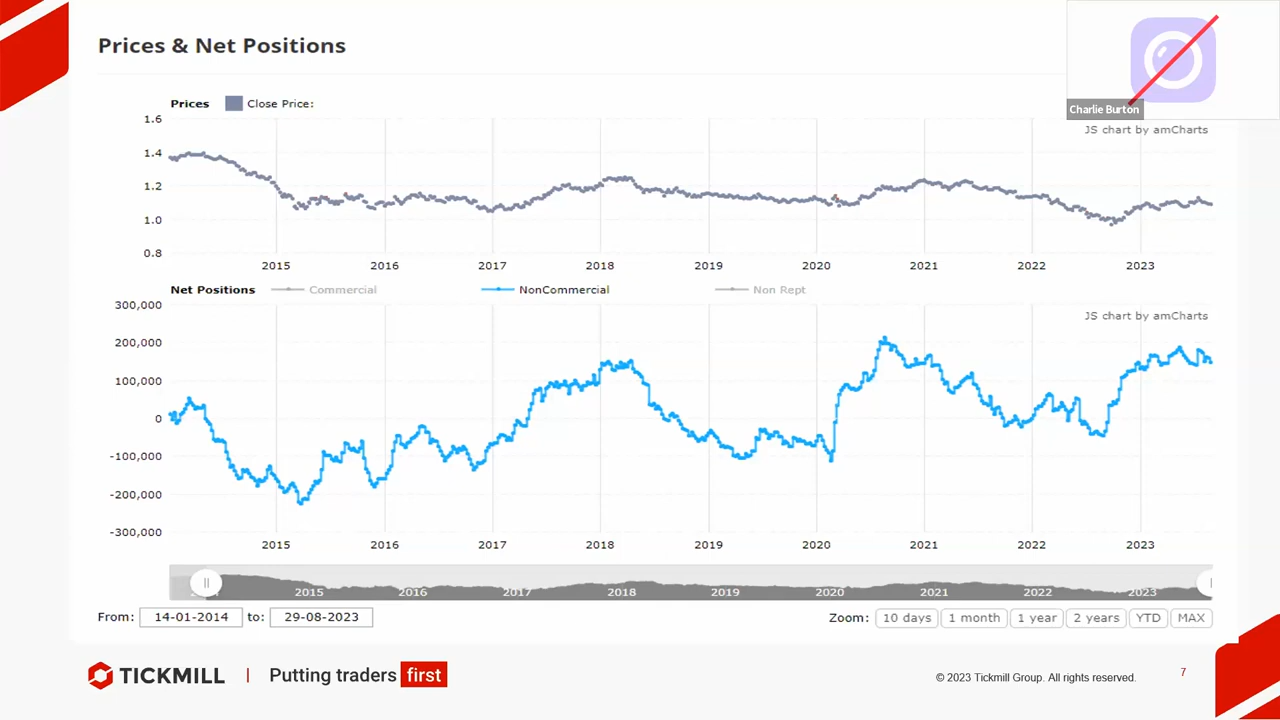 Prices & Net Positions
Charlie Burton
Prices Close Price:
JS chart by amCharts
1.6
1.4
1.2
1.0
0.8
2015 2016 2017 2018 2019 2020 2021 2022 2023
Net Positions Commercial NonCommercial Non Rept
JS chart by amCharts
300,000
200,000
100,000
0
-100,000
-200,000
-300,000
2015 2016 2017 2018 2019 2020 2021 2022 2023
2015 2016 2017 2018 2019 2020 2021 2022 2023
From: 14-01-2014 to: 29-08-2023 Zoom: 10 days 1 month 1 year 2 years YTD MAX
TICKMILL | Putting traders first
© 2023 Tickmill Group. All rights reserved. 7